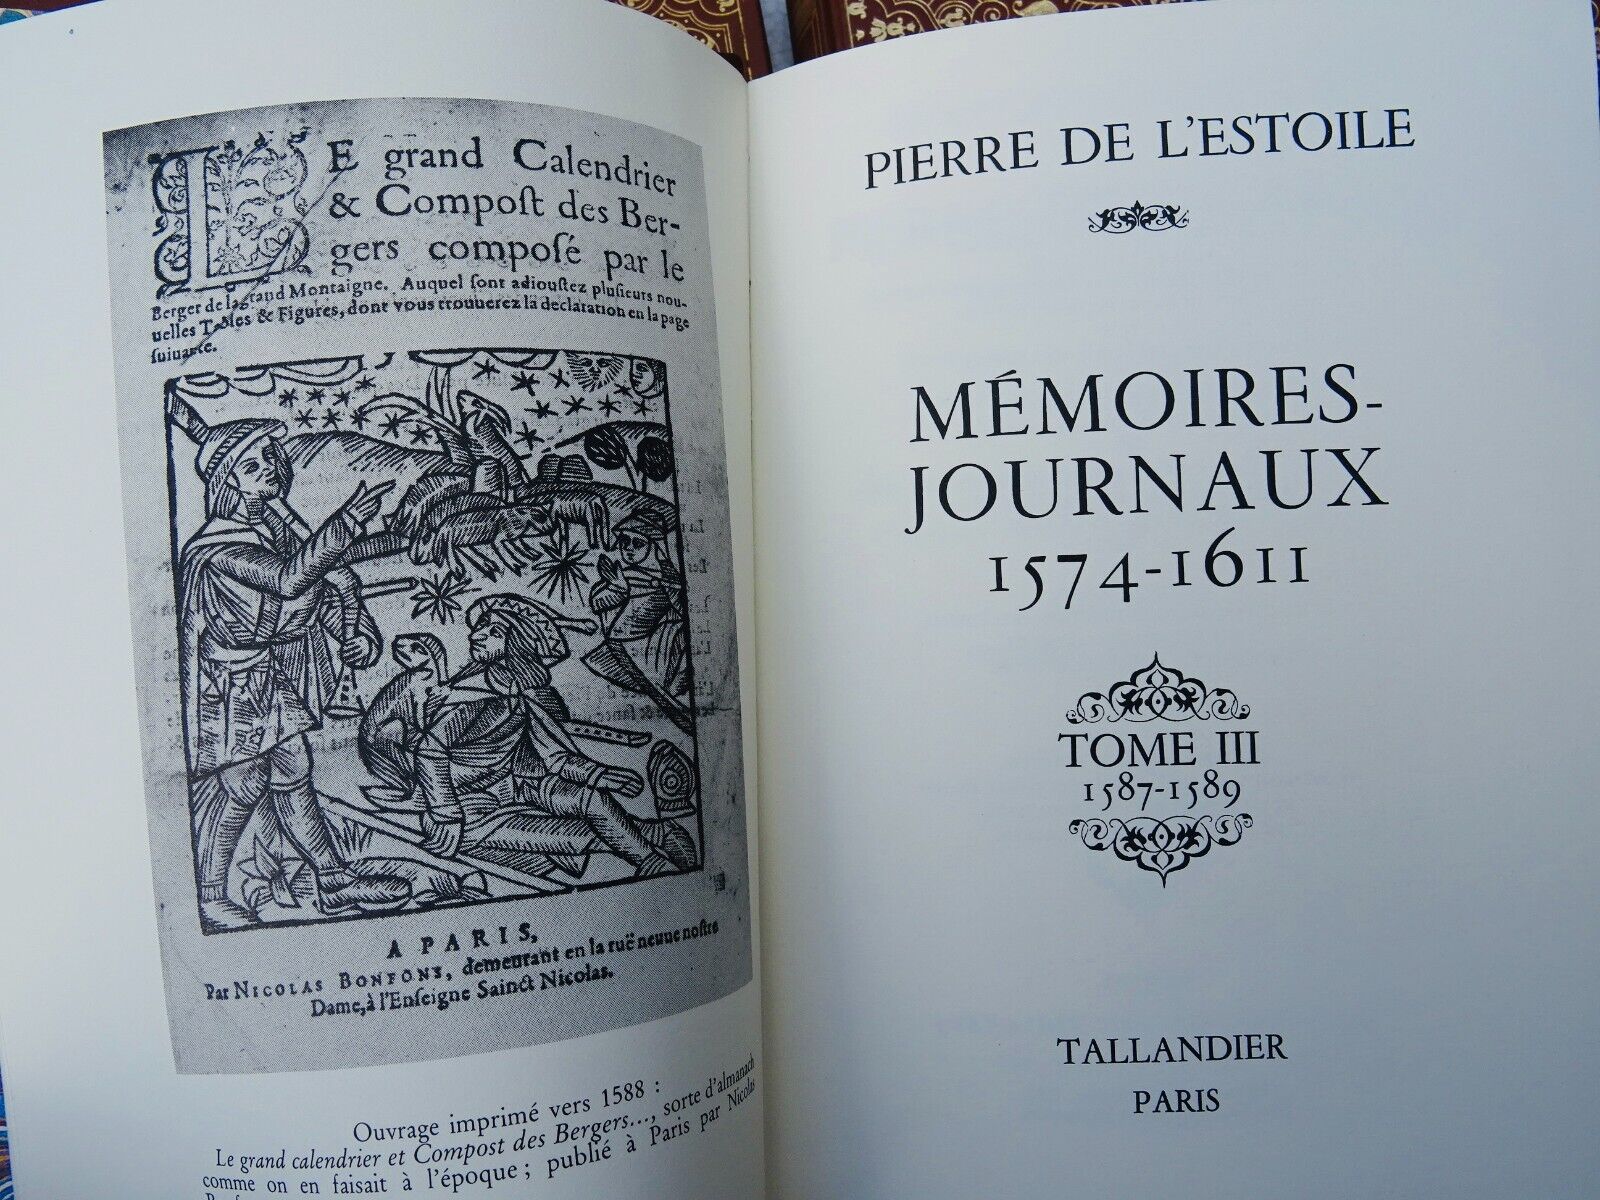 LE grand Calendrier
& Compoſt des Ber-
gers compoſé par le
Berger de la grand Montaigne. Auquel ſont adiouſtez pluſieurs nou-
uelles Tables & Figures, dont vous trouuerez la declaration en la page
ſuiuante.
A PARIS,
Par NICOLAS BONFONS, demeurant en la ruë neuue noſtre
Dame, à l'Enſeigne Sainct Nicolas.
Ouvrage imprimé vers 1588 :
Le grand calendrier et Compost des Bergers..., sorte d'almanach
comme on en faisait à l'époque ; publié à Paris par Nicolas
PIERRE DE L'ESTOILE
MÉMOIRES-
JOURNAUX
1574-1611
TOME III
1587-1589
TALLANDIER
PARIS